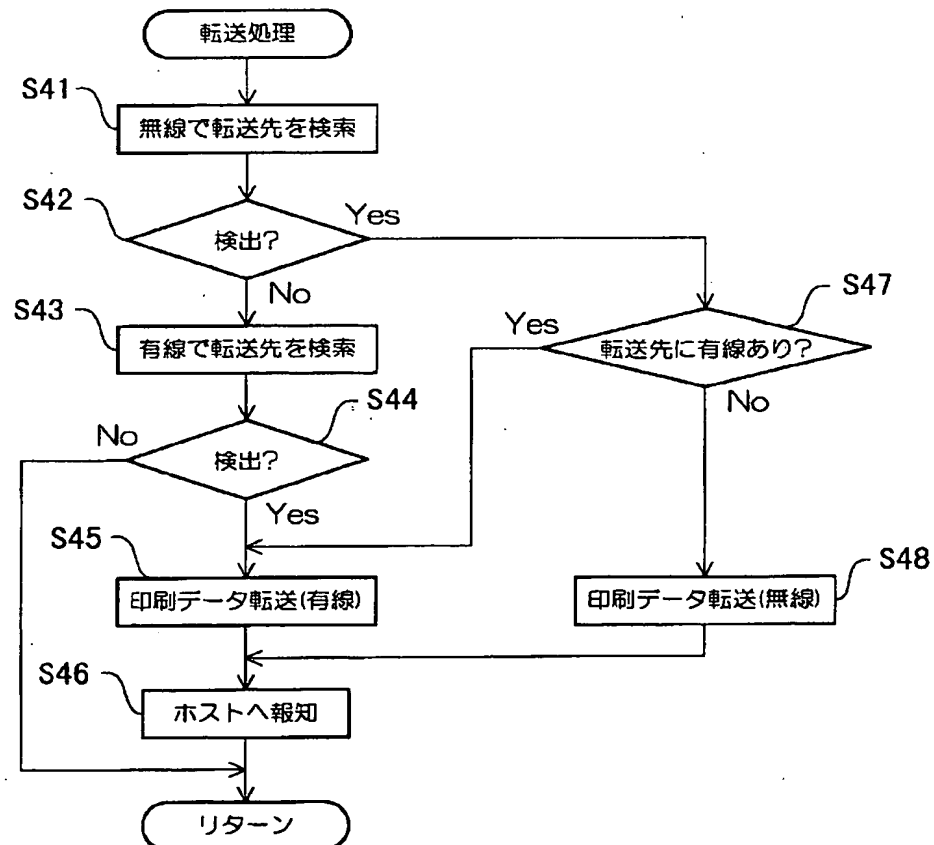 転送処理
S41
無線で転送先を検索
S42
検出?
Yes
No
S43
有線で転送先を検索
S47
転送先に有線あり?
Yes
No
S44
検出?
No
Yes
S45
印刷データ転送(有線)
S48
印刷データ転送(無線)
S46
ホストへ報知
リターン